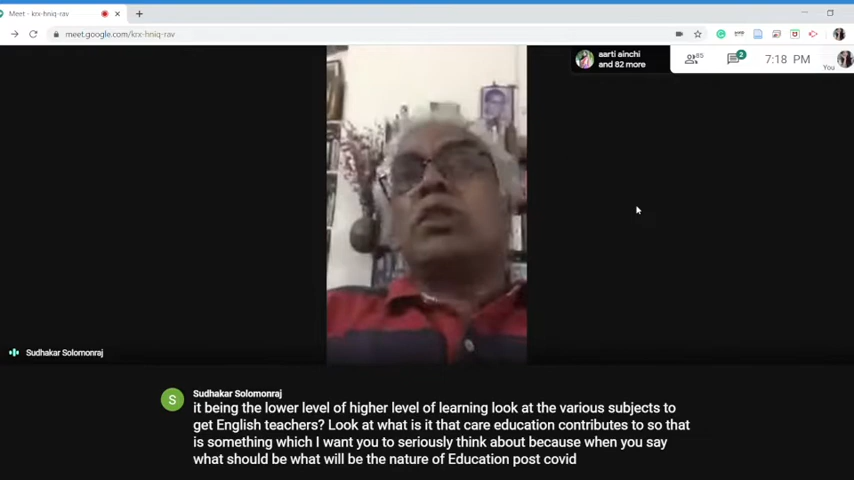 Meet - krx-hniq-rav
meet.google.com/krx-hniq-rav
aarti ainchi
and 82 more
85
2
7:18 PM
You
Sudhakar Solomonraj
S
Sudhakar Solomonraj
it being the lower level of higher level of learning look at the various subjects to
get English teachers? Look at what is it that care education contributes to so that
is something which I want you to seriously think about because when you say
what should be what will be the nature of Education post covid